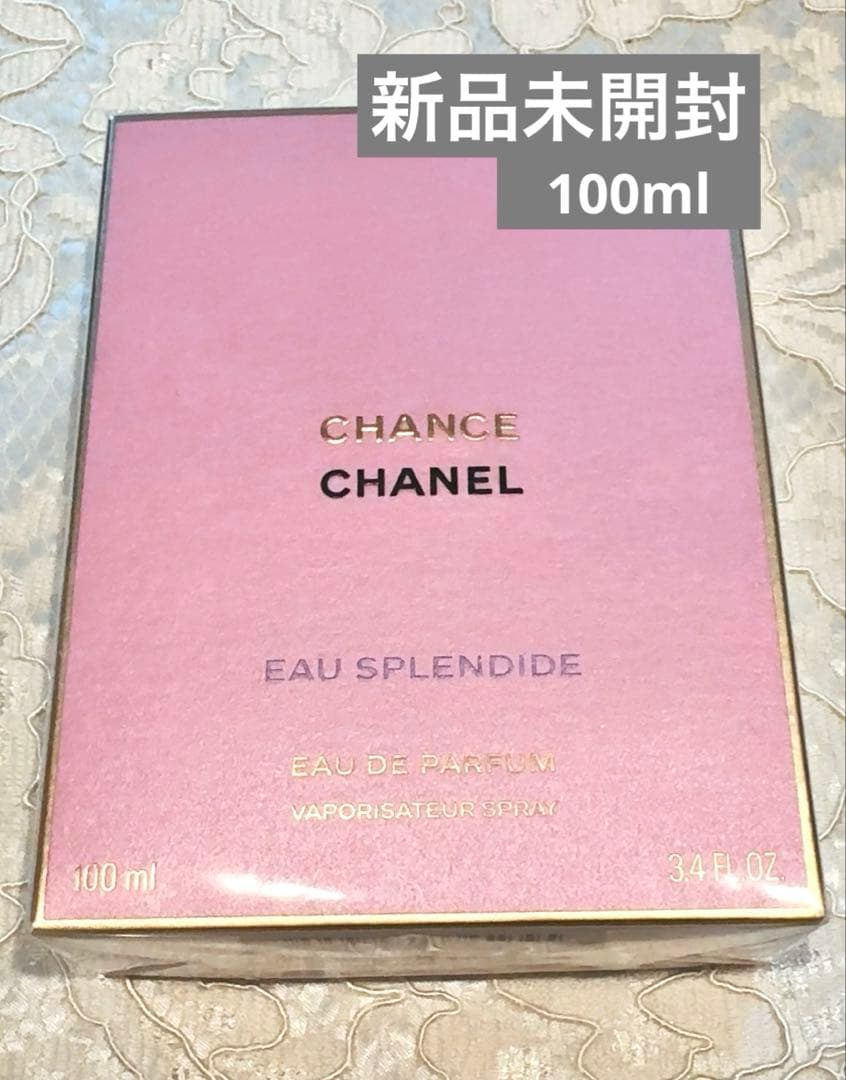 新品未開封
100ml
CHANCE
CHANEL
EAU SPLENDIDE
EAU DE PARFUM
VAPORISATEUR SPRAY
100 ml
3.4 FL.OZ.